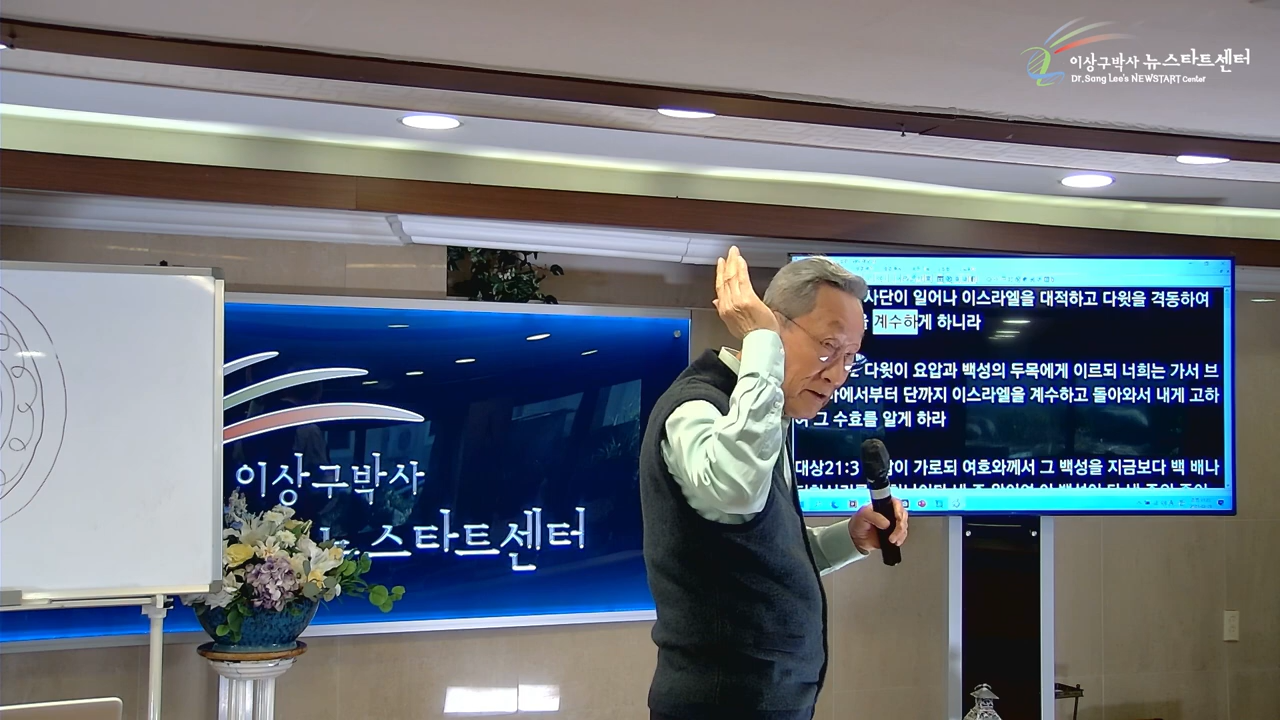 이상구박사 뉴스타트센터
Dr. Sang Lee's NEWSTART Center
사단이 일어나 이스라엘을 대적하고 다윗을 격동하여
계수하게 하니라
다윗이 요압과 백성의 두목에게 이르되 너희는 가서 브
에서부터 단까지 이스라엘을 계수하고 돌아와서 내게 고하
그 수효를 알게 하라
대상21:3 가로되 여호와께서 그 백성을 지금보다 백 배나
이상구박사
스타트센터